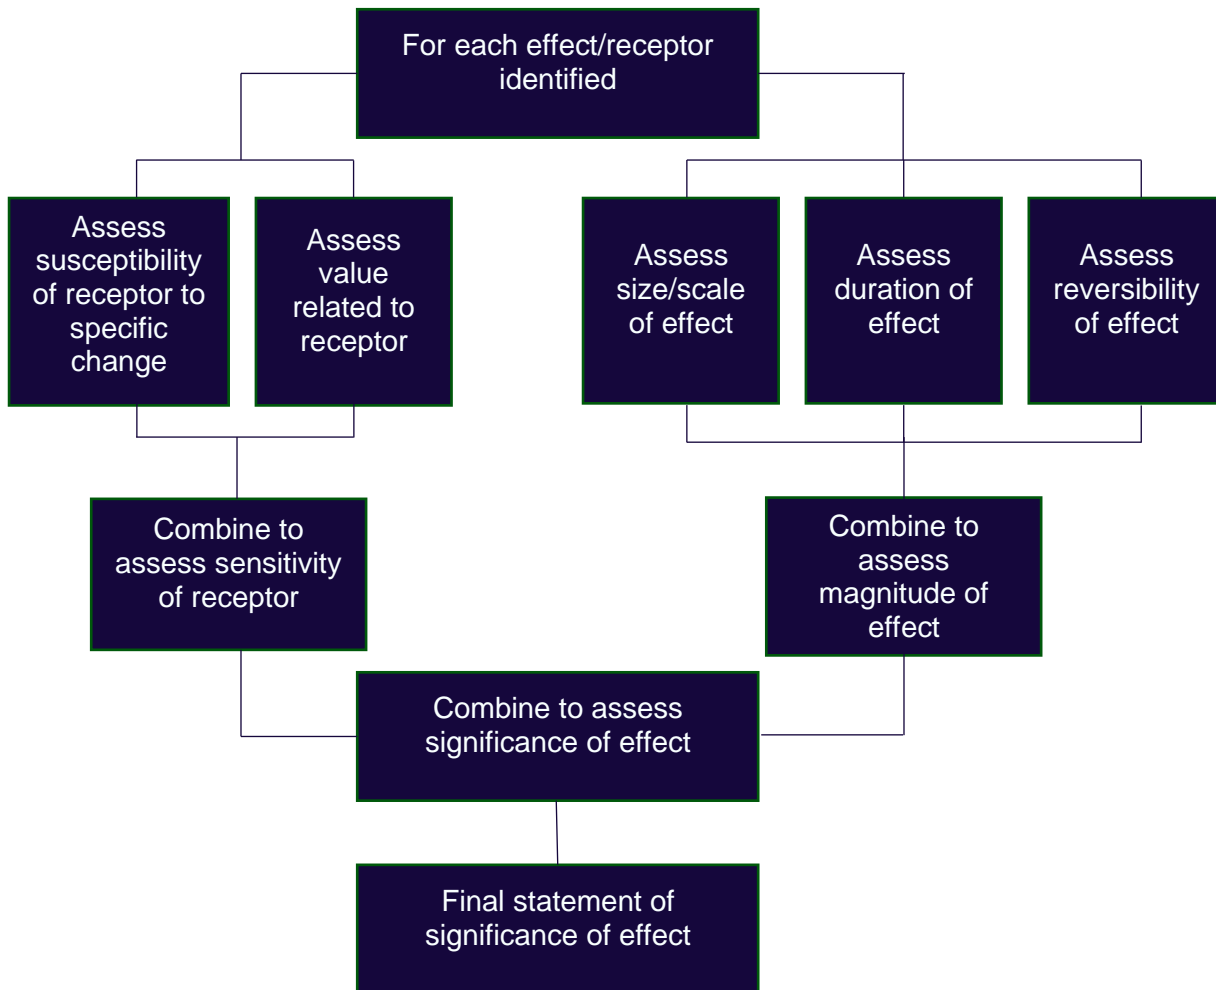 For each effect/receptor
identified
Assess
susceptibility
of receptor to
specific
change
Assess
value
related to
receptor
Assess
size/scale
of effect
Assess
duration of
effect
Assess
reversibility
of effect
Combine to
assess sensitivity
of receptor
Combine to
assess
magnitude of
effect
Combine to assess
significance of effect
Final statement of
significance of effect